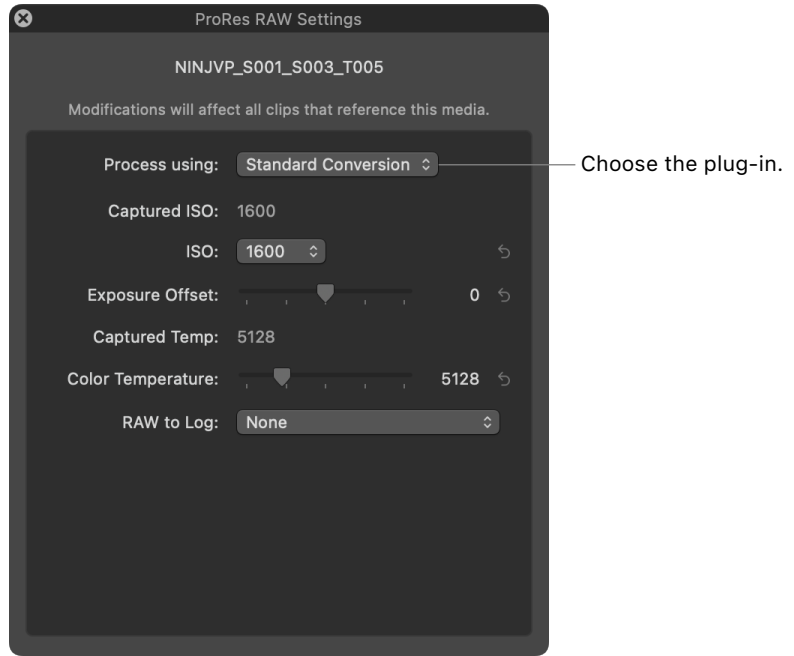 ProRes RAW Settings
NINJVP_S001_S003_T005
Modifications will affect all clips that reference this media.
Process using: Standard Conversion
Choose the plug-in.
Captured ISO: 1600
ISO: 1600
Exposure Offset: 0
Captured Temp: 5128
Color Temperature: 5128
RAW to Log: None